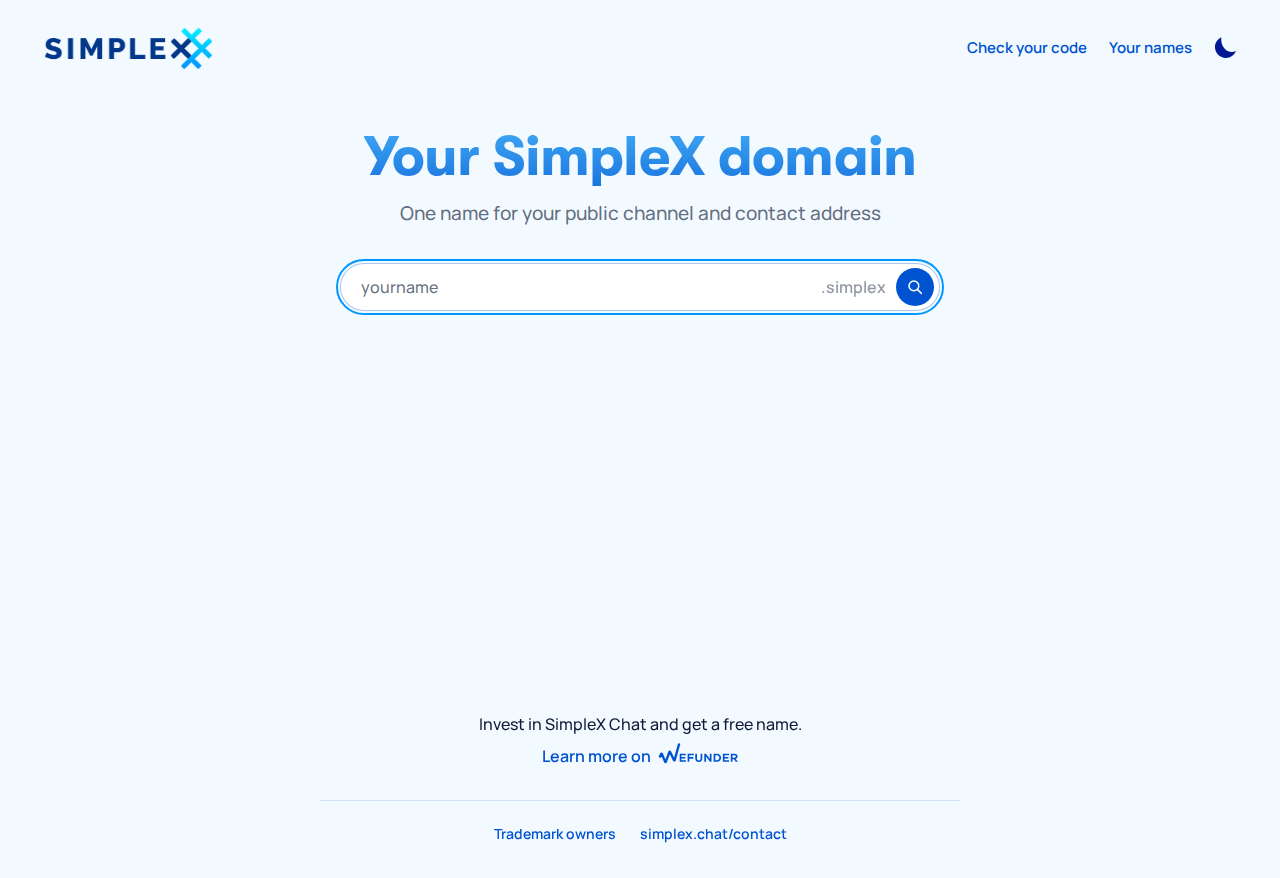 SIMPLEX
Check your code
Your names
Your SimpleX domain
One name for your public channel and contact address
yourname
.simplex
Invest in SimpleX Chat and get a free name.
Learn more on WEFUNDER
Trademark owners
simplex.chat/contact